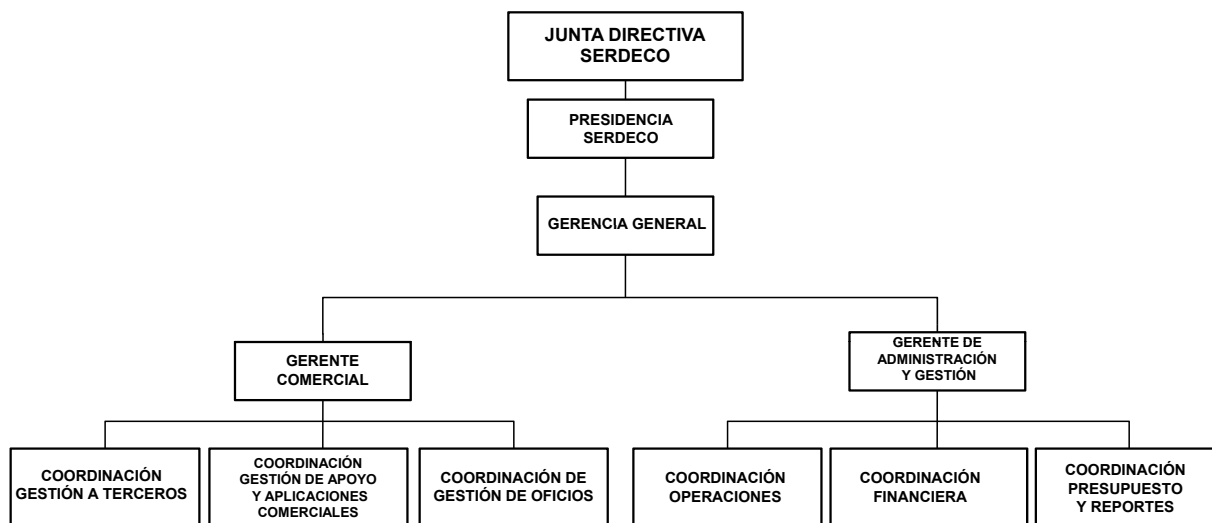 JUNTA DIRECTIVA
SERDECO
PRESIDENCIA
SERDECO
GERENCIA GENERAL
GERENTE
COMERCIAL
GERENTE DE
ADMINISTRACIÓN
Y GESTIÓN
COORDINACIÓN
GESTIÓN A TERCEROS
COORDINACIÓN
GESTIÓN DE APOYO
Y APLICACIONES
COMERCIALES
COORDINACIÓN DE
GESTIÓN DE OFICIOS
COORDINACIÓN
OPERACIONES
COORDINACIÓN
FINANCIERA
COORDINACIÓN
PRESUPUESTO
Y REPORTES